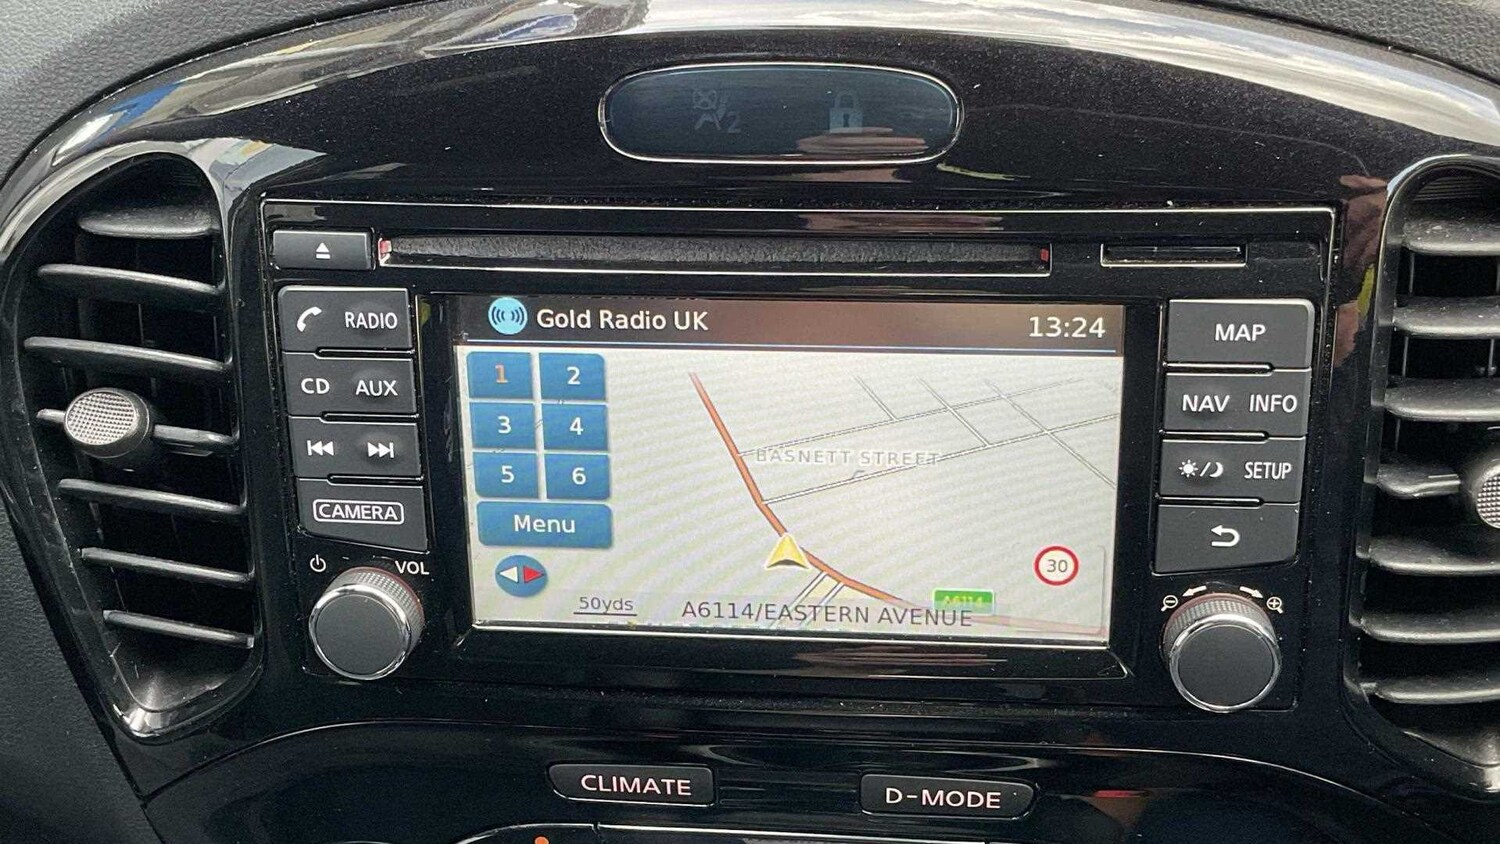 2
Gold Radio UK
13:24
RADIO
CD AUX
CAMERA
VOL
1 2
3 4
5 6
Menu
BASNETT STREET
30
50yds
A6114
A6114/EASTERN AVENUE
MAP
NAV INFO
SETUP
CLIMATE
D-MODE